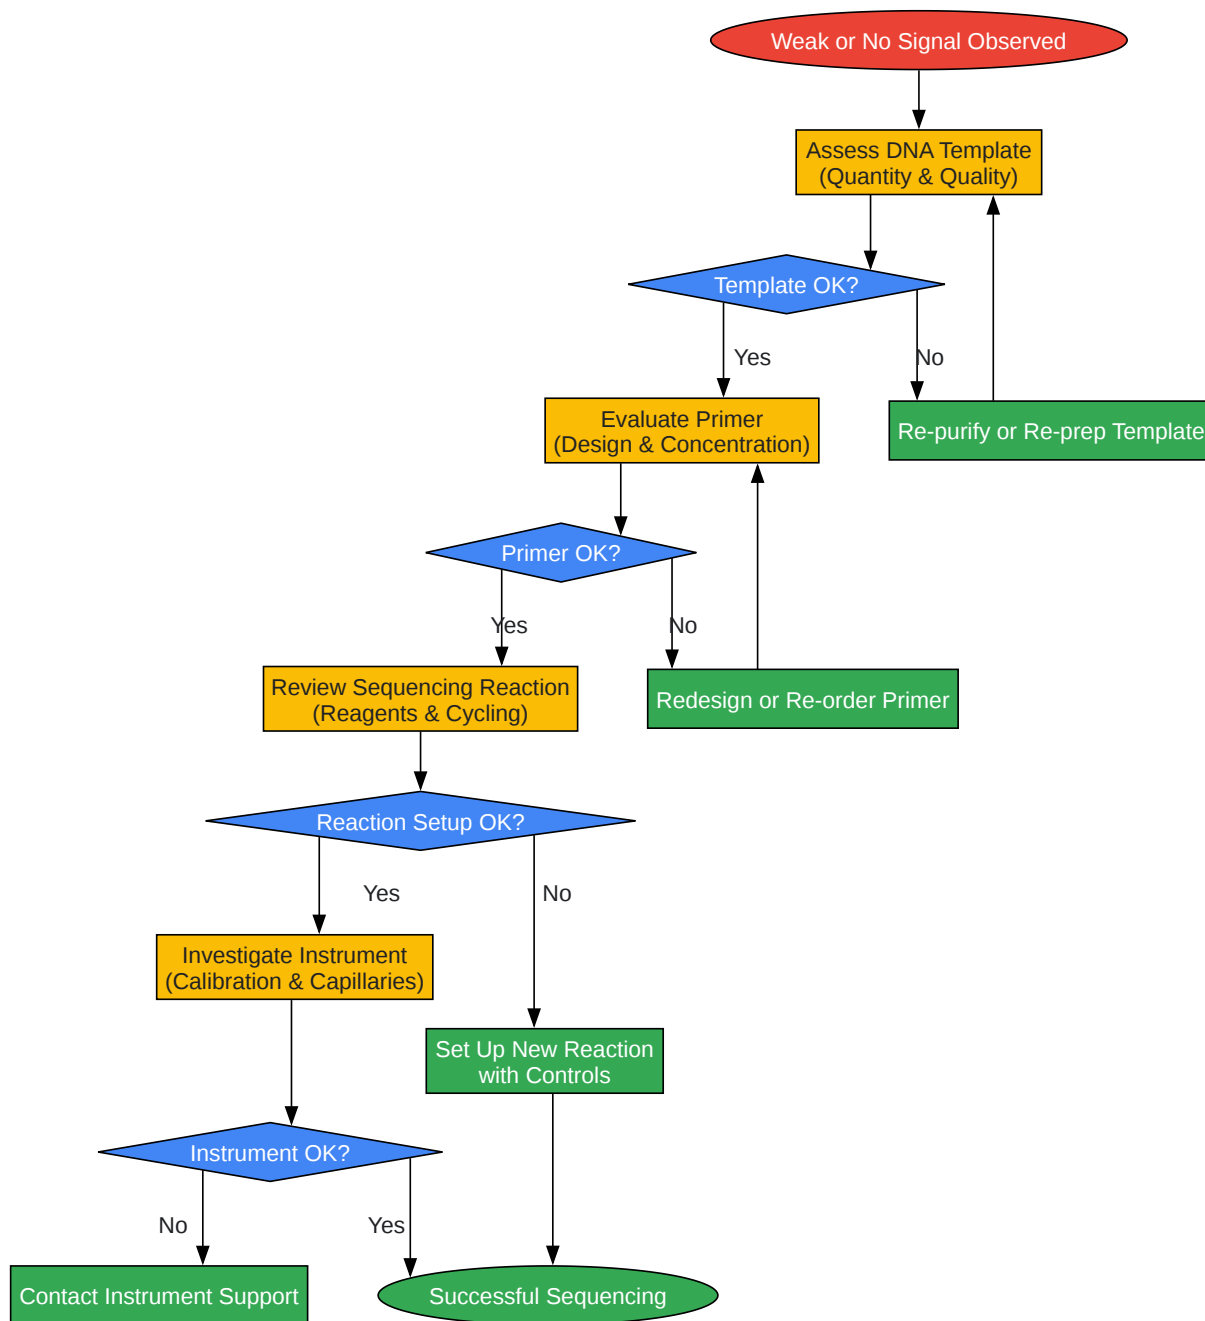 Weak or No Signal Observed
Assess DNA Template
(Quantity & Quality)
Template OK?
Yes
No
Evaluate Primer
(Design & Concentration)
Re-purify or Re-prep Template
Primer OK?
Yes
No
Review Sequencing Reaction
(Reagents & Cycling)
Redesign or Re-order Primer
Reaction Setup OK?
Yes
No
Investigate Instrument
(Calibration & Capillaries)
Set Up New Reaction
with Controls
Instrument OK?
No
Yes
Contact Instrument Support
Successful Sequencing